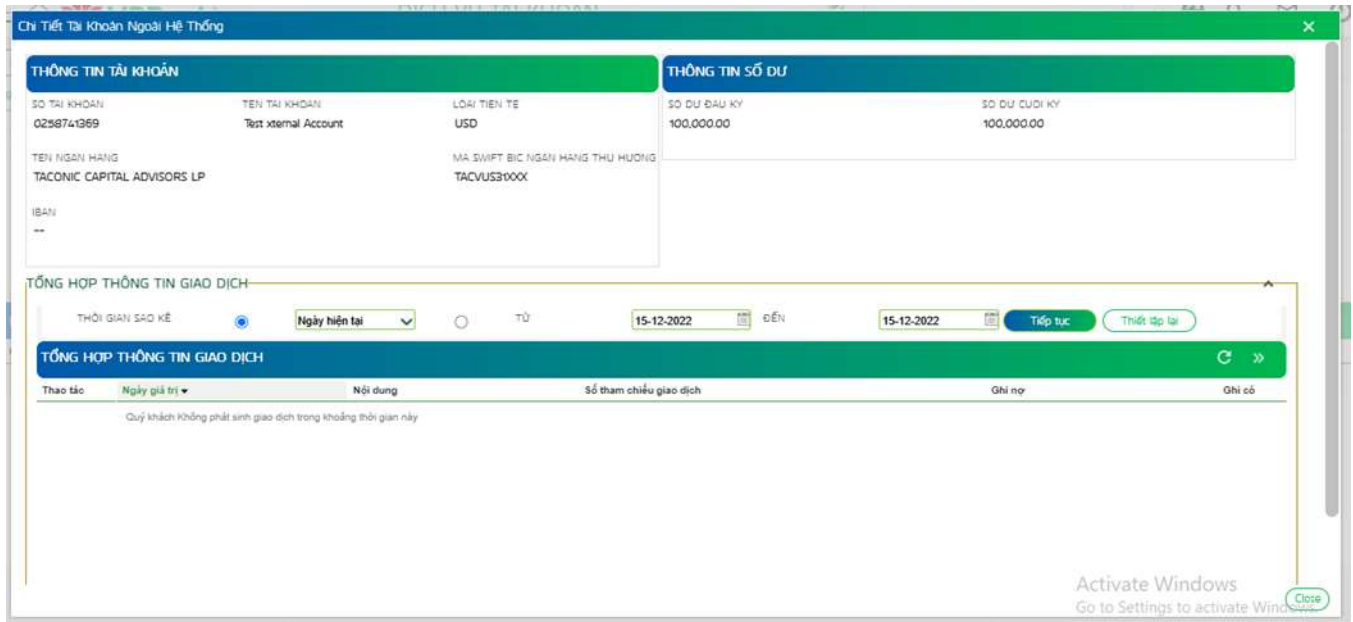 DỊCH VỤ TÀI KHOẢN
Chi Tiết Tài Khoản Ngoài Hệ Thống
THÔNG TIN TÀI KHOẢN
THÔNG TIN SỐ DƯ
SO TAI KHOAN TEN TAI KHOAN LOAI TIEN TE SO DU ĐAU KY SO DU CUOI KY
0258741369 Test xternal Account USD 100,000.00 100,000.00
TEN NGAN HANG MA SWIFT BIC NGAN HANG THU HUONG
TACONIC CAPITAL ADVISORS LP TACVUS31XXX
IBAN
--
TỔNG HỢP THÔNG TIN GIAO DỊCH
THỜI GIAN SAO KÊ Ngày hiện tại TỪ 15-12-2022 ĐẾN 15-12-2022 Tiếp tục Thiết lập lại
TỔNG HỢP THÔNG TIN GIAO DỊCH
Thao tác Ngày giá trị Nội dung Số tham chiếu giao dịch Ghi nợ Ghi có
Quý khách Không phát sinh giao dịch trong khoảng thời gian này
Activate Windows
Go to Settings to activate Windows.
Close